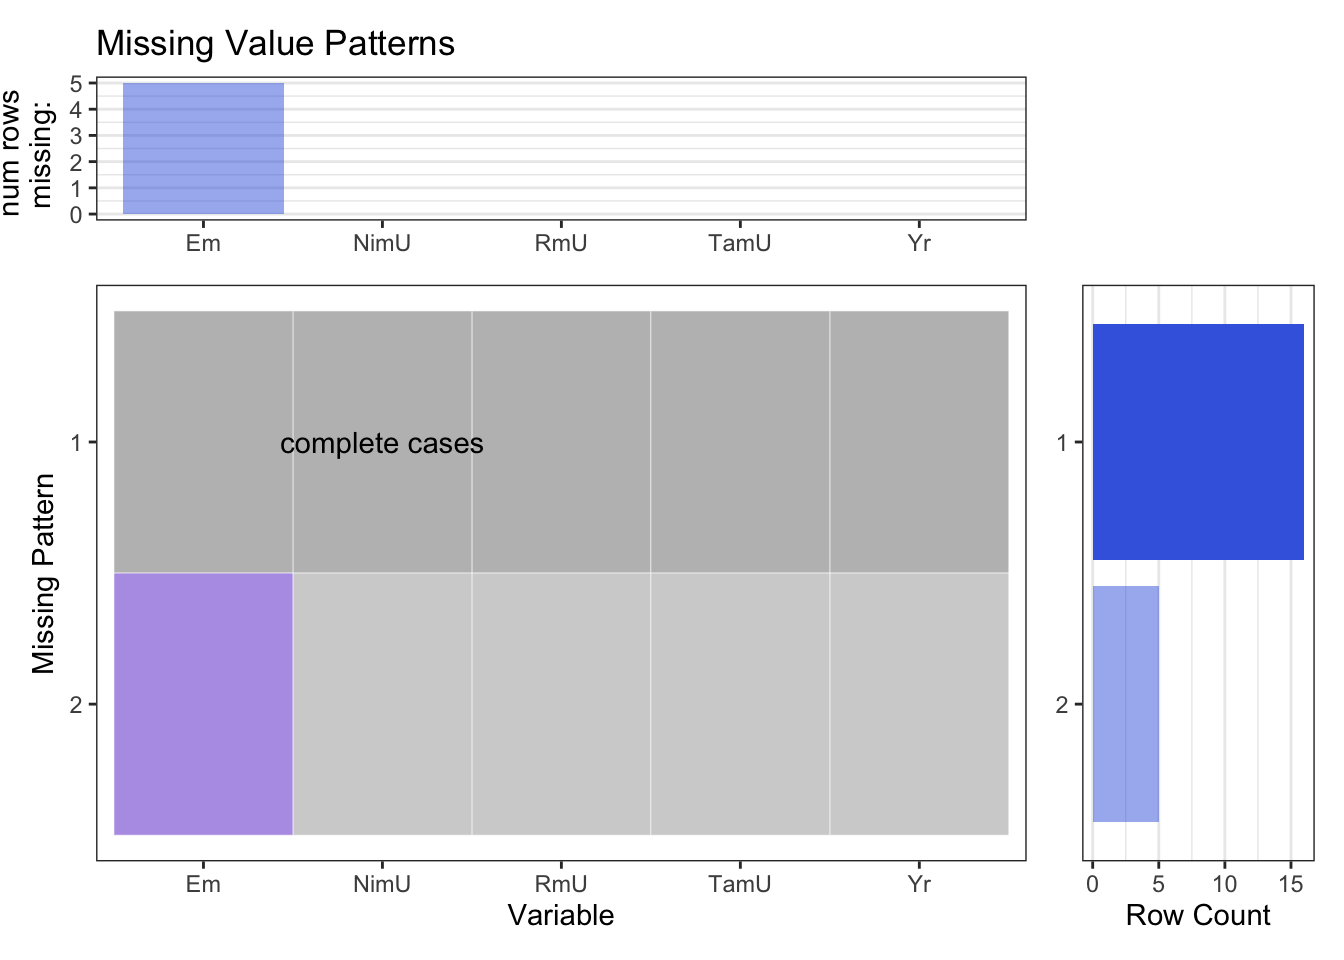 Missing Value Patterns
num rows
missing:
5
4
3
2
1
0
Em NimU RmU TamU Yr
Missing Pattern
1
complete cases
2
Em NimU RmU TamU Yr
Variable
1
2
0 5 10 15
Row Count